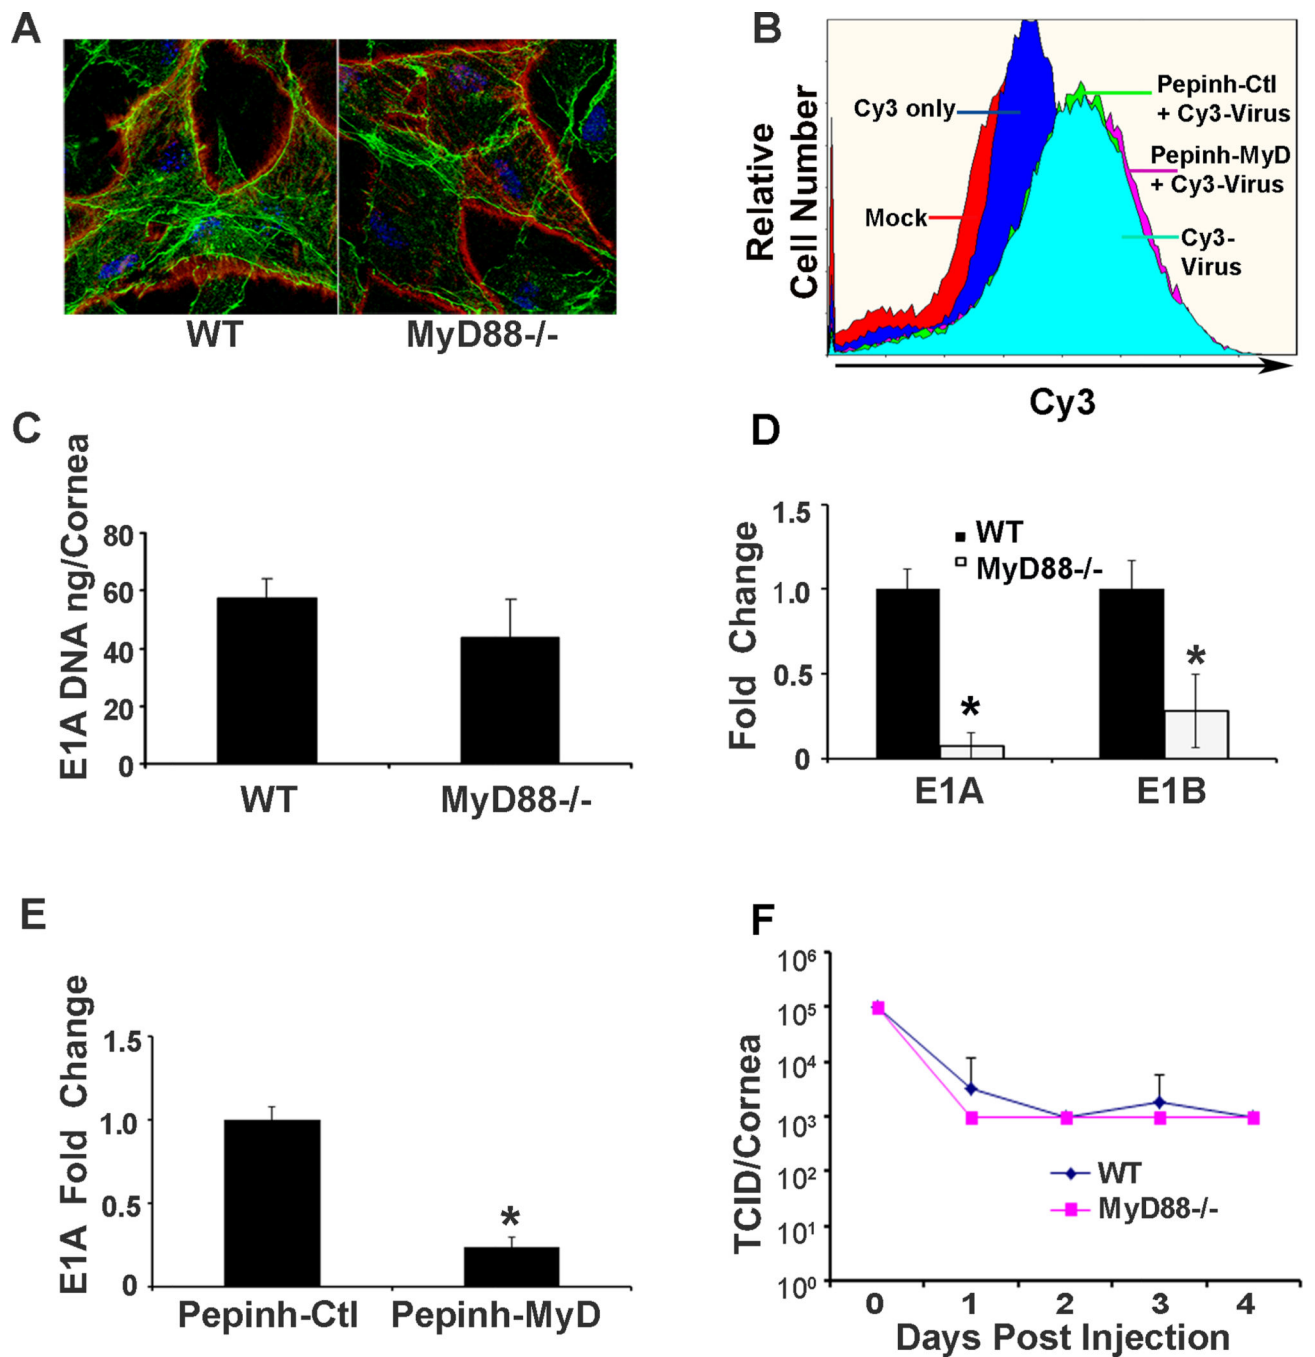 A
WT
MyD88-/-
B
Relative
Cell Number
Cy3 only
Mock
Pepinh-Ctl
+ Cy3-Virus
Pepinh-MyD
+ Cy3-Virus
Cy3-
Virus
Cy3
C
E1A DNA ng/Cornea
80
60
40
20
0
WT
MyD88-/-
D
Fold Change
1.5
1.0
0.5
0
WT
MyD88-/-
*
*
E1A
E1B
E
E1A Fold Change
1.5
1.0
0.5
0
*
Pepinh-Ctl
Pepinh-MyD
F
TCID/Cornea
10⁶
10⁵
10⁴
10³
10²
10¹
10⁰
WT
MyD88-/-
0 1 2 3 4
Days Post Injection